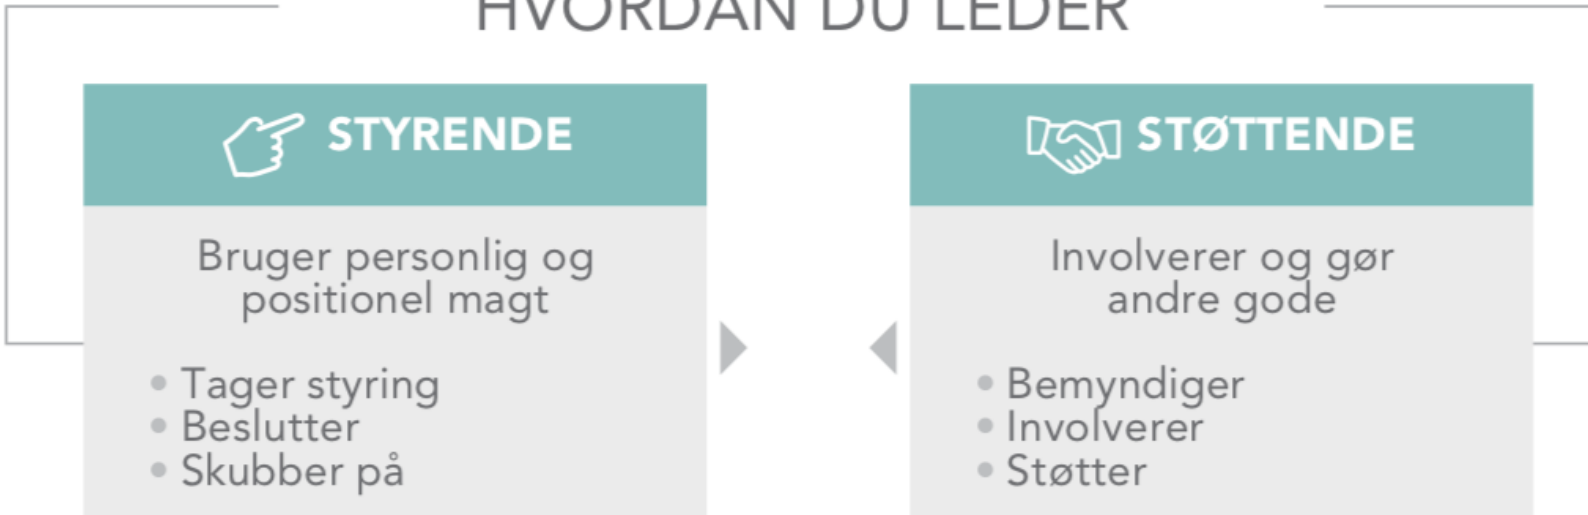 HVORDAN DU LEDER
STYRENDE
Bruger personlig og
positionel magt
• Tager styring
• Beslutter
• Skubber på
STØTTENDE
Involverer og gør
andre gode
• Bemyndiger
• Involverer
• Støtter